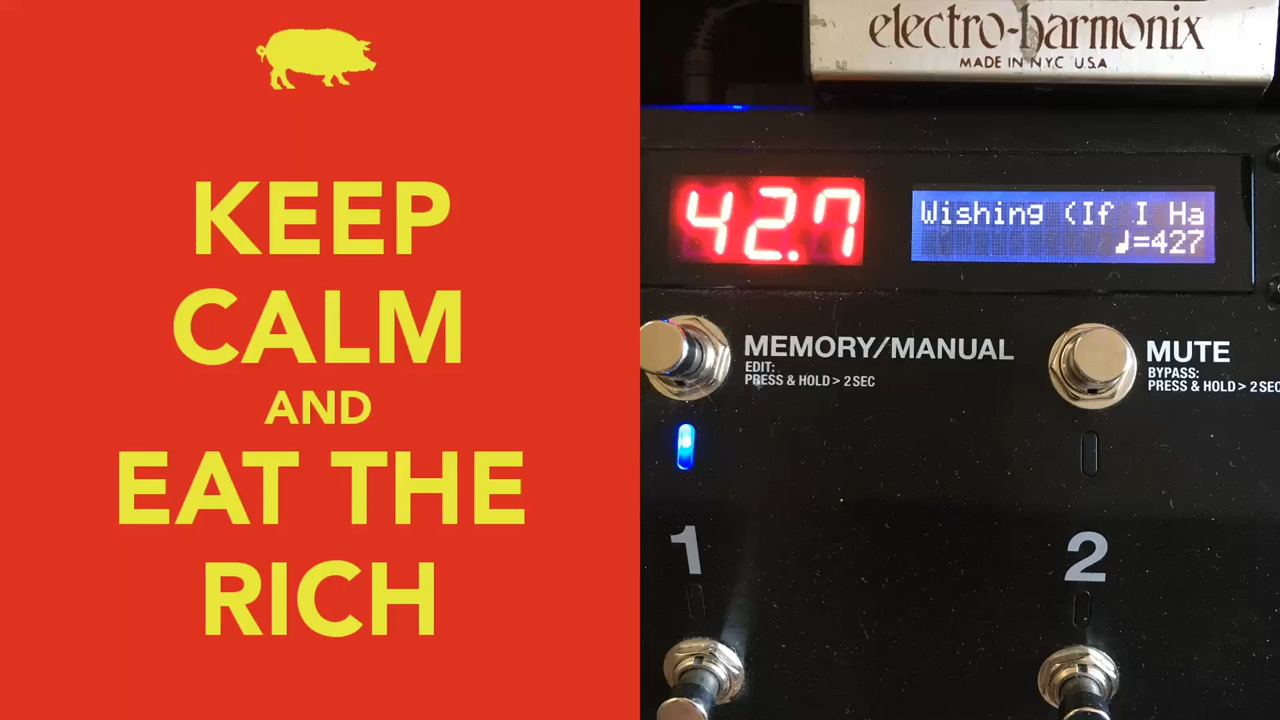 KEEP
CALM
AND
EAT THE
RICH
electro-harmonix
MADE IN NYC U.S.A
42.7
Wishing (If I Ha
♩=427
MEMORY/MANUAL
EDIT:
PRESS & HOLD > 2 SEC
MUTE
BYPASS:
PRESS & HOLD > 2 SEC
1
2